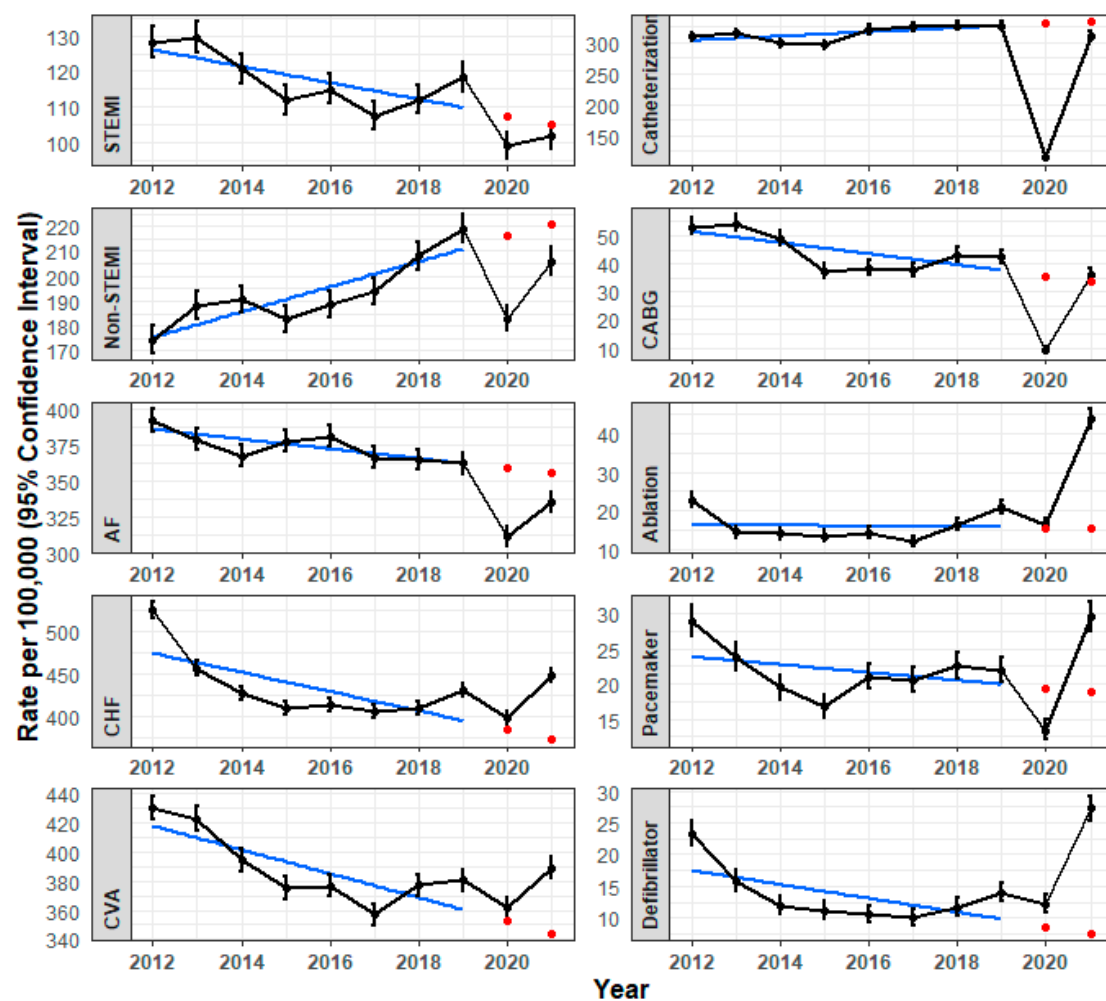 Rate per 100,000 (95% Confidence Interval)
STEMI
130
120
110
100
2012 2014 2016 2018 2020
Catheterization
300
250
200
150
2012 2014 2016 2018 2020
Non-STEMI
220
210
200
190
180
170
2012 2014 2016 2018 2020
CABG
50
40
30
20
10
2012 2014 2016 2018 2020
AF
400
375
350
325
300
2012 2014 2016 2018 2020
Ablation
40
30
20
10
2012 2014 2016 2018 2020
CHF
500
450
400
2012 2014 2016 2018 2020
Pacemaker
30
25
20
15
2012 2014 2016 2018 2020
CVA
440
420
400
380
360
340
2012 2014 2016 2018 2020
Defibrillator
30
25
20
15
10
2012 2014 2016 2018 2020
Year